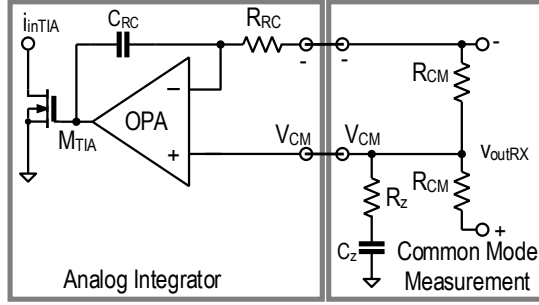 iinTIA
CRC
RRC
-
-
-
RCM
−
OPA
MTIA
+
VCM
VCM
voutRX
RCM
Rz
+
Cz
Analog Integrator
Common Mode
Measurement